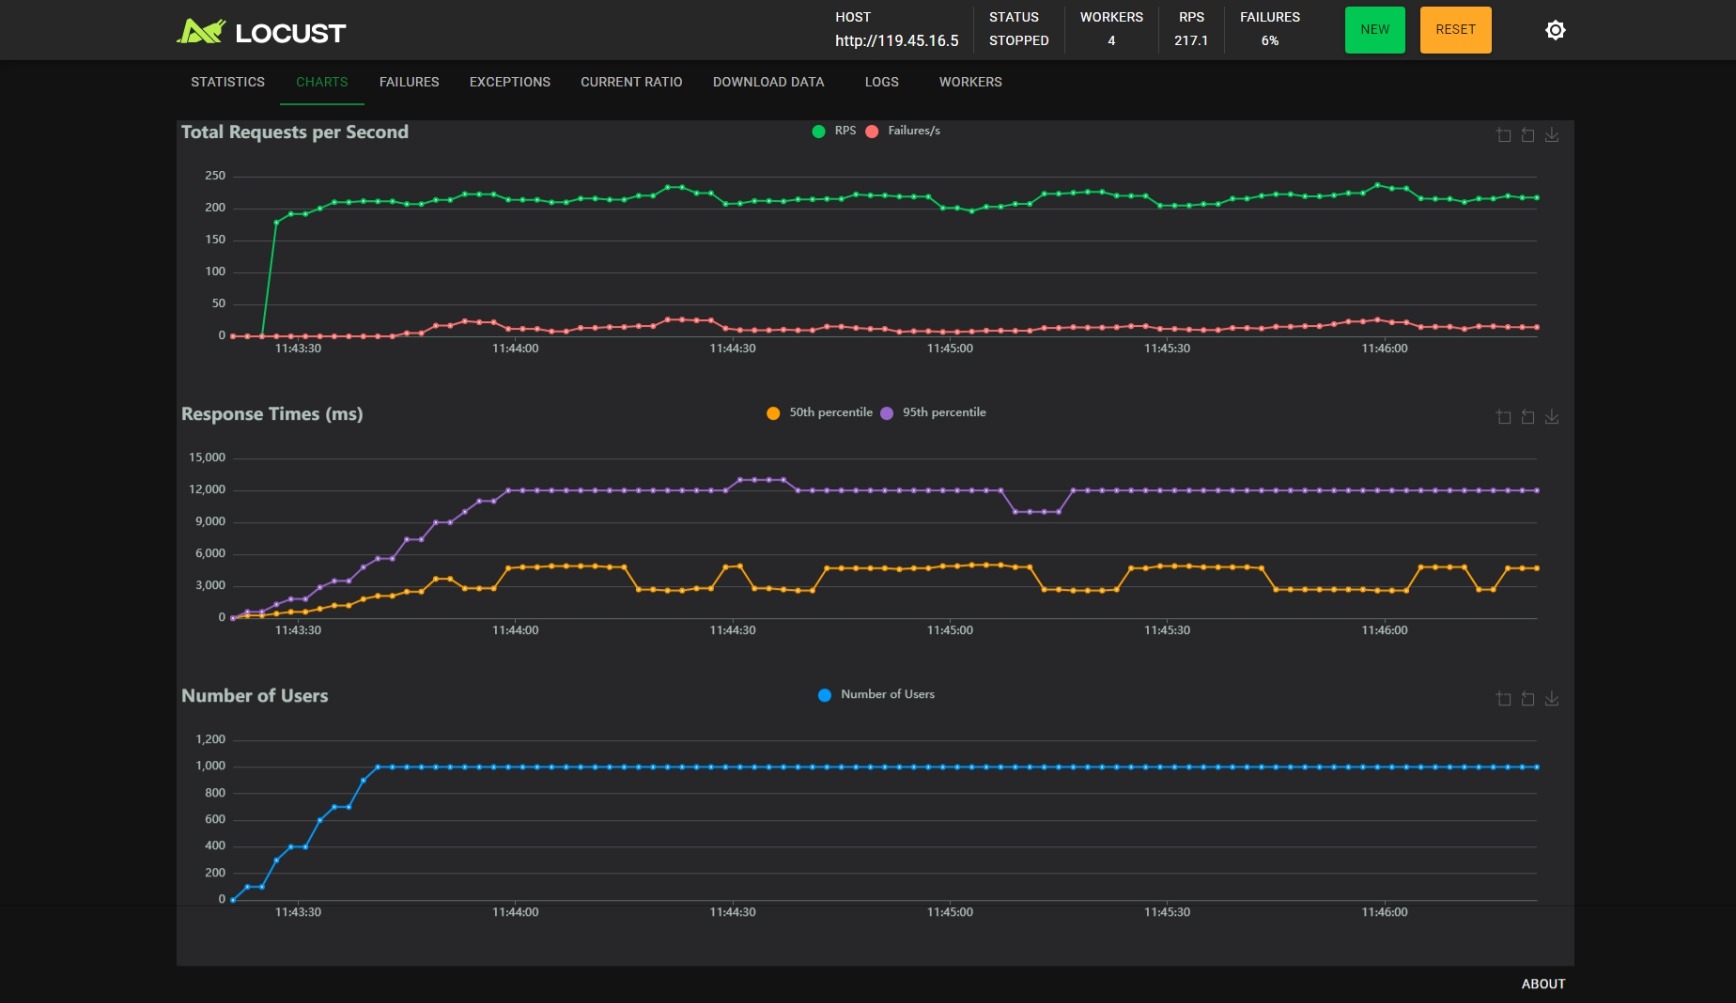 LOCUST
HOST
http://119.45.16.5
STATUS
STOPPED
WORKERS
4
RPS
217.1
FAILURES
6%
NEW
RESET
STATISTICS
CHARTS
FAILURES
EXCEPTIONS
CURRENT RATIO
DOWNLOAD DATA
LOGS
WORKERS
Total Requests per Second
RPS
Failures/s
250
200
150
100
50
0
11:43:30
11:44:00
11:44:30
11:45:00
11:45:30
11:46:00
Response Times (ms)
50th percentile
95th percentile
15,000
12,000
9,000
6,000
3,000
0
11:43:30
11:44:00
11:44:30
11:45:00
11:45:30
11:46:00
Number of Users
Number of Users
1,200
1,000
800
600
400
200
0
11:43:30
11:44:00
11:44:30
11:45:00
11:45:30
11:46:00
ABOUT